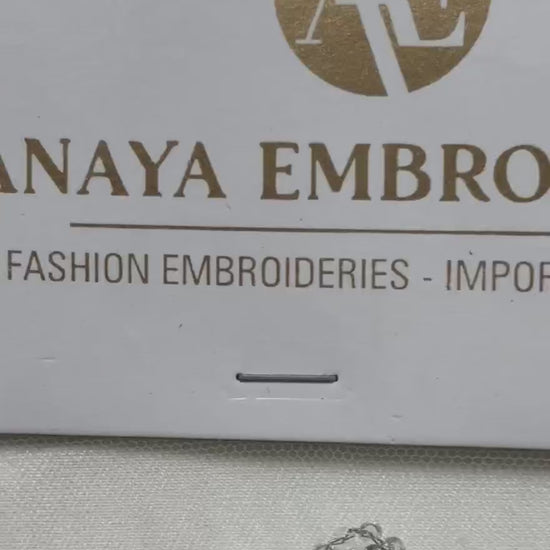 ANAYA EMBRO
FASHION EMBROIDERIES - IMPOR